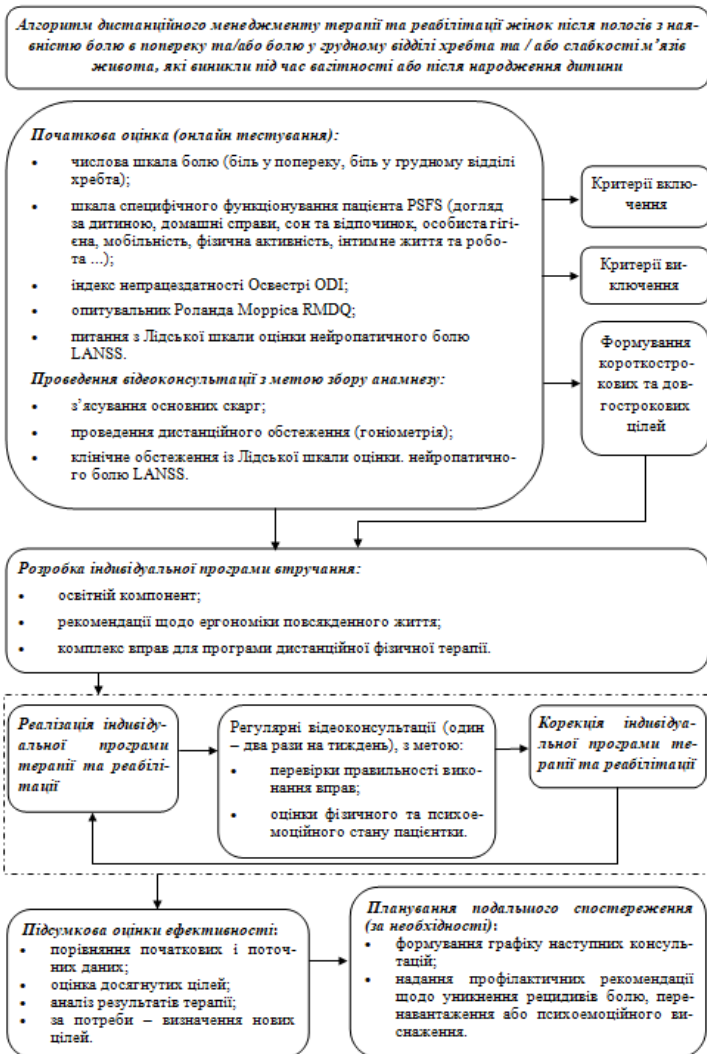 Алгоритм дистанційного менеджменту терапії та реабілітації жінок після пологів з ная-
вністю болю в попереку та/або болю у грудному відділі хребта та / або слабкості м’язів
живота, які виникли під час вагітності або після народження дитини
Початкова оцінка (онлайн тестування):
• числова шкала болю (біль у попереку, біль у грудному відділі
хребта);
• шкала специфічного функціонування пацієнта PSFS (догляд
за дитиною, домашні справи, сон та відпочинок, особиста гігі-
єна, мобільність, фізична активність, інтимне життя та робо-
та ...);
• індекс непрацездатності Освестрі ODI;
• опитувальник Роланда Морріса RMDQ;
• питання з Лідської шкали оцінки нейропатичного болю
LANSS.
Проведення відеоконсультації з метою збору анамнезу:
• з’ясування основних скарг;
• проведення дистанційного обстеження (гоніометрія);
• клінічне обстеження із Лідської шкали оцінки. нейропатично-
го болю LANSS.
Критерії вклю-
чення
Критерії ви-
ключення
Формування
короткостро-
кових та дов-
гострокових
цілей
Розробка індивідуальної програми втручання:
• освітній компонент;
• рекомендації щодо ергономіки повсякденного життя;
• комплекс вправ для програми дистанційної фізичної терапії.
Реалізація індивіду-
альної програми
терапії та реабілі-
тації
Регулярні відеоконсультації (один
– два рази на тиждень), з метою:
• перевірки правильності вико-
нання вправ;
• оцінки фізичного та психое-
моційного стану пацієнтки.
Корекція індивідуа-
льної програми те-
рапії та реабілітації
Підсумкова оцінки ефективності:
• порівняння початкових і поточ-
них даних;
• оцінка досягнутих цілей;
• аналіз результатів терапії;
• за потреби – визначення нових
цілей.
Планування подальшого спостереження
(за необхідності):
• формування графіку наступних консуль-
тацій;
• надання профілактичних рекомендації
щодо уникнення рецидивів болю, пере-
навантаження або психоемоційного ви-
снаження.